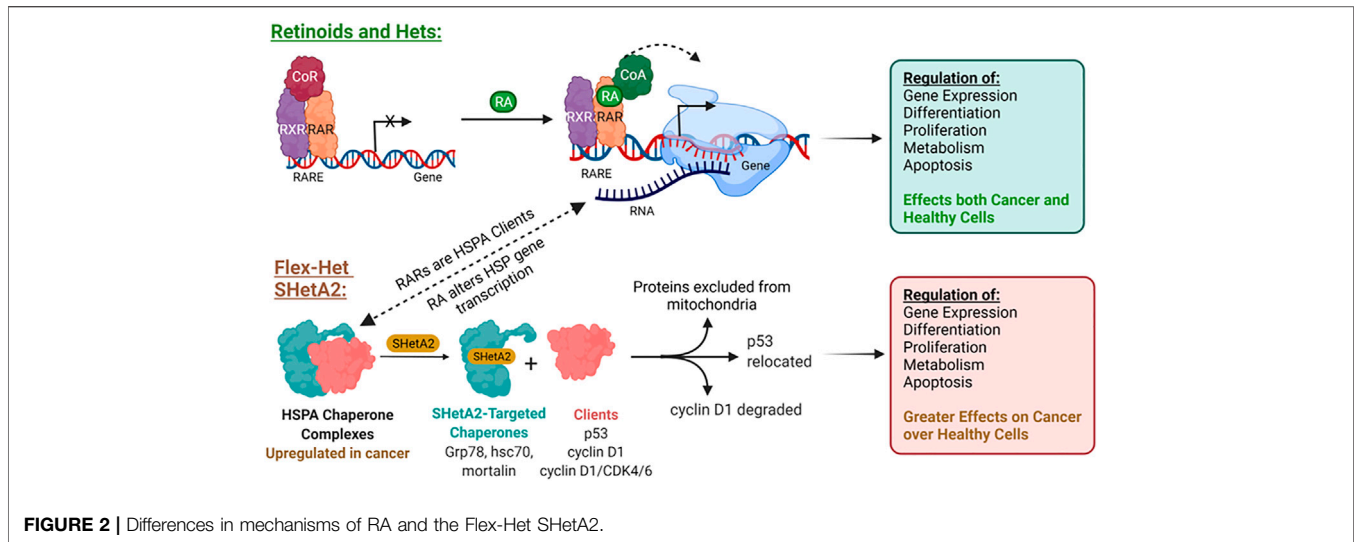 Retinoids and Hets:
CoR
RXR
RAR
X
RARE
Gene
RA
CoA
RXR
RA
RAR
RARE
Gene
RNA
Regulation of:
Gene Expression
Differentiation
Proliferation
Metabolism
Apoptosis
Effects both Cancer and
Healthy Cells
RARs are HSPA Clients
RA alters HSP gene
transcription
Flex-Het
SHetA2:
SHetA2
SHetA2
+
HSPA Chaperone
Complexes
Upregulated in cancer
SHetA2-Targeted
Chaperones
Grp78, hsc70,
mortalin
Clients
p53
cyclin D1
cyclin D1/CDK4/6
Proteins excluded from
mitochondria
p53
relocated
cyclin D1 degraded
Regulation of:
Gene Expression
Differentiation
Proliferation
Metabolism
Apoptosis
Greater Effects on Cancer
over Healthy Cells
FIGURE 2 | Differences in mechanisms of RA and the Flex-Het SHetA2.